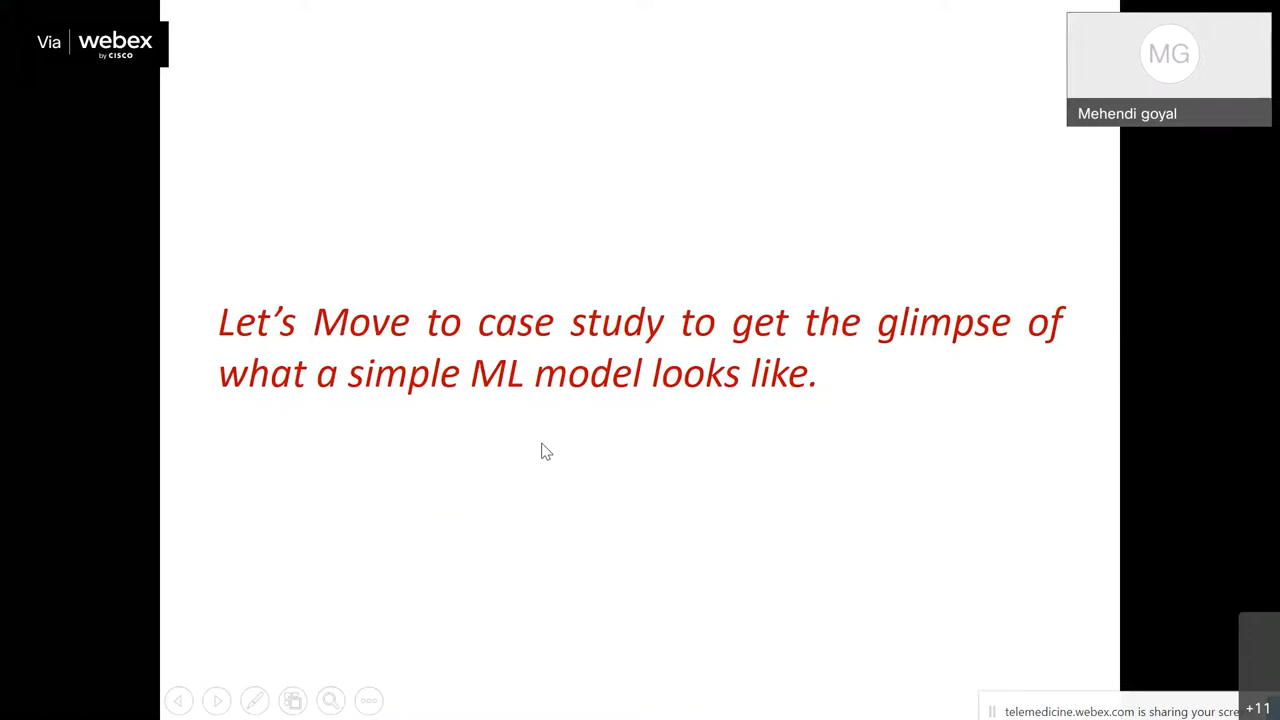 Via webex
by CISCO
MG
Mehendi goyal
Let's Move to case study to get the glimpse of
what a simple ML model looks like.
telemedicine.webex.com is sharing your scre
+11